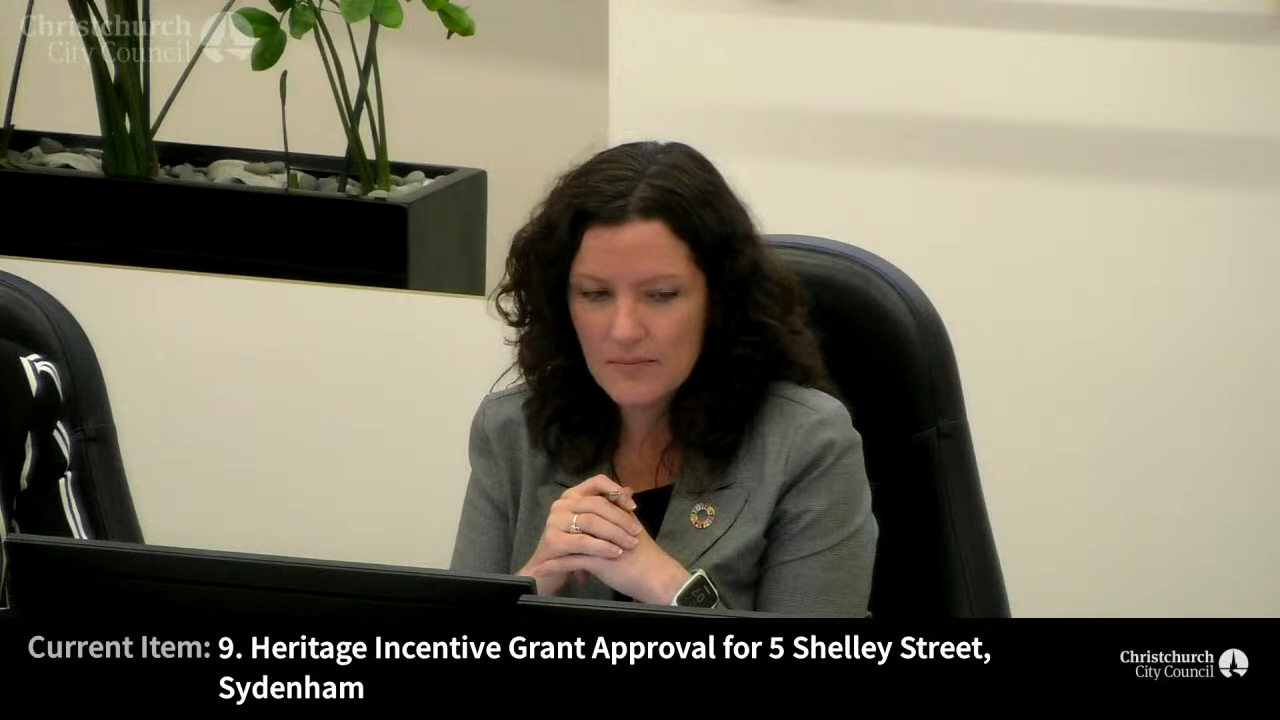 Christchurch
City Council
Current Item: 9. Heritage Incentive Grant Approval for 5 Shelley Street,
Sydenham
Christchurch
City Council